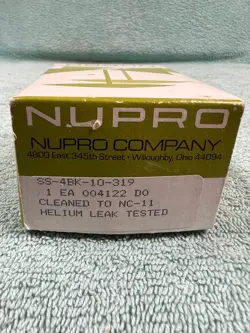 NUPRO
NUPRO COMPANY
4800 East 345th Street • Willoughby, Ohio 44094
SS-4BK-10-319
1 EA 004122 DO
CLEANED TO NC-11
HELIUM LEAK TESTED